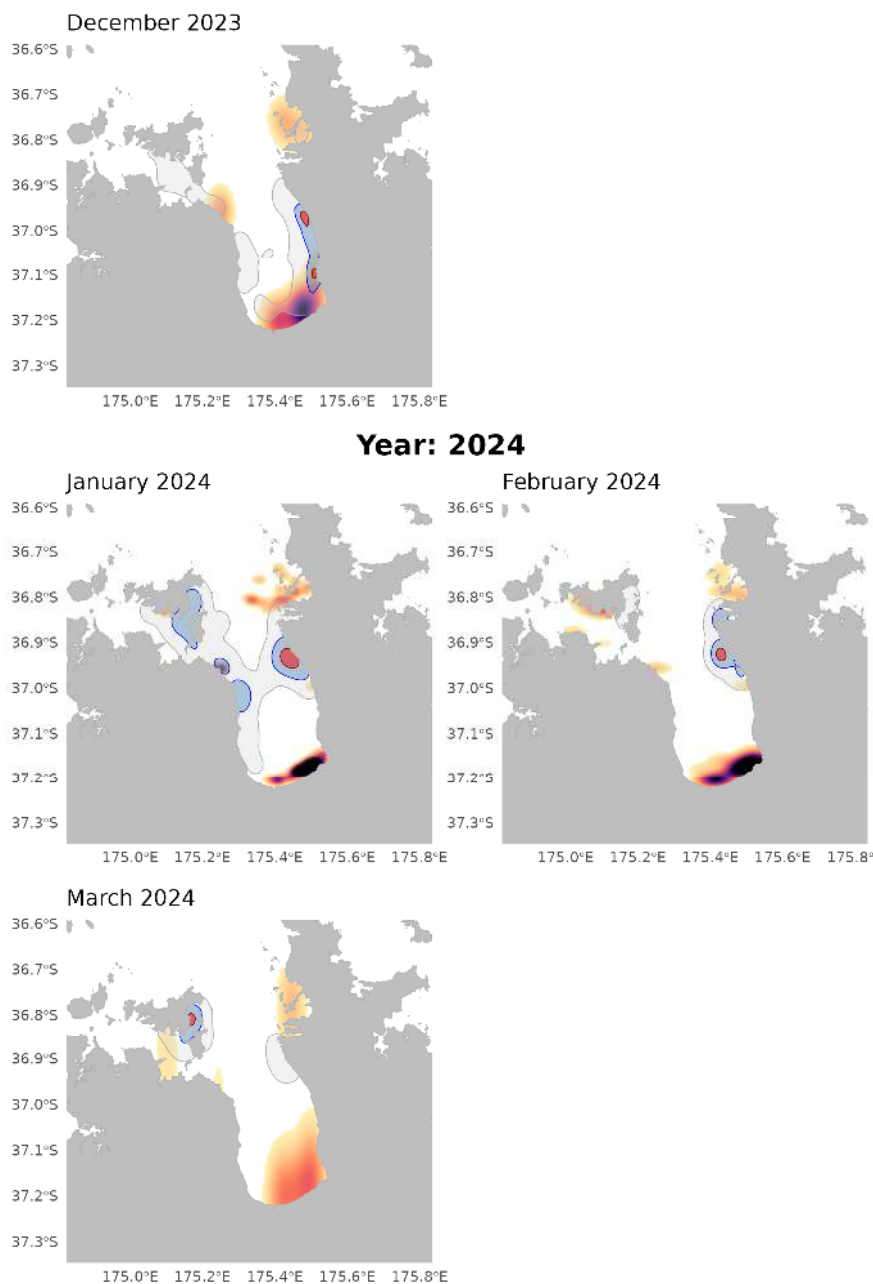 December 2023
36.6°S
36.7°S
36.8°S
36.9°S
37.0°S
37.1°S
37.2°S
37.3°S
175.0°E 175.2°E 175.4°E 175.6°E 175.8°E
Year: 2024
January 2024
36.6°S
36.7°S
36.8°S
36.9°S
37.0°S
37.1°S
37.2°S
37.3°S
175.0°E 175.2°E 175.4°E 175.6°E 175.8°E
February 2024
36.6°S
36.7°S
36.8°S
36.9°S
37.0°S
37.1°S
37.2°S
37.3°S
175.0°E 175.2°E 175.4°E 175.6°E 175.8°
March 2024
36.6°S
36.7°S
36.8°S
36.9°S
37.0°S
37.1°S
37.2°S
37.3°S
175.0°E 175.2°E 175.4°E 175.6°E 175.8°E